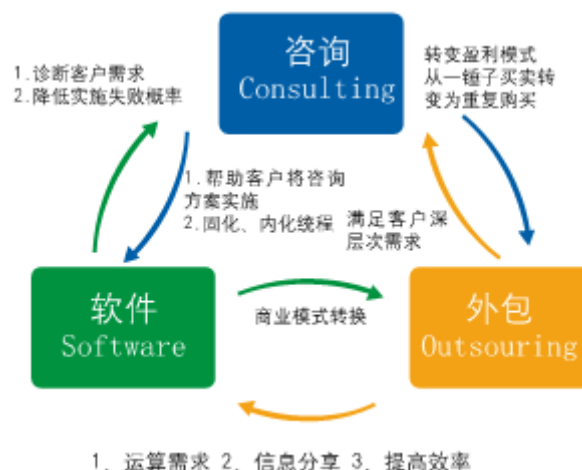 咨询
Consulting
1.诊断客户需求
2.降低实施失败概率
转变盈利模式
从一锤子买卖转
变为重复购买
1.帮助客户将咨询
方案实施
2.固化、内化统程
满足客户深
层次需求
软件
Software
商业模式转换
外包
Outsouring
1、运算需求 2、信息分享 3、提高效率